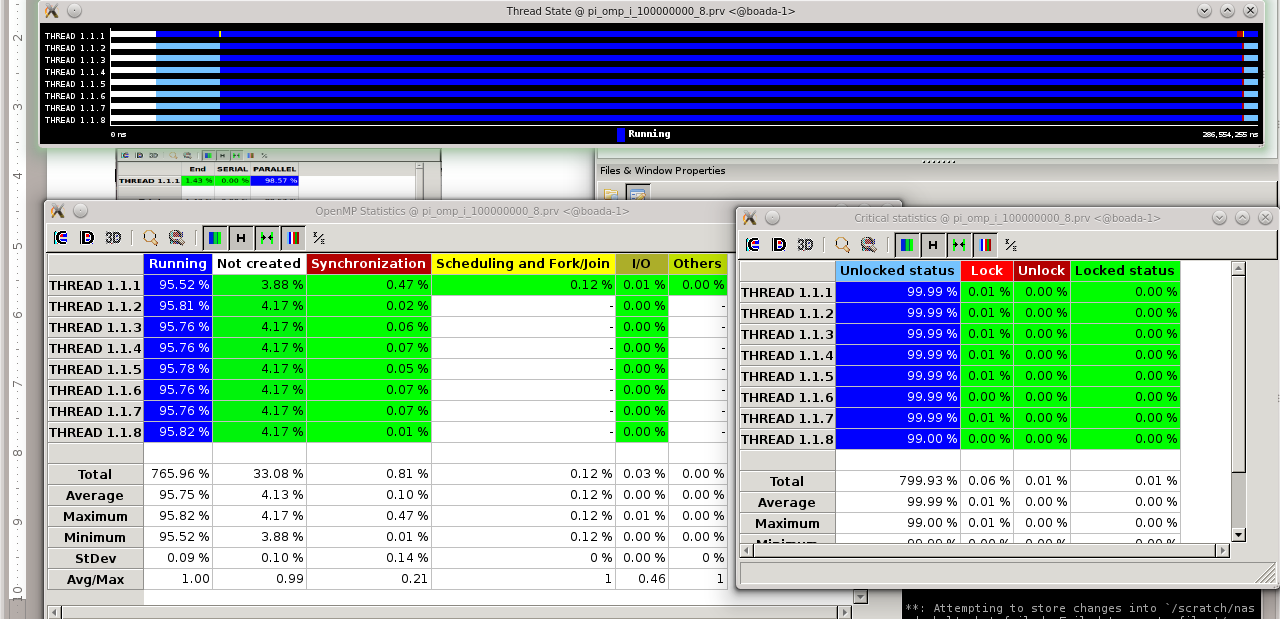 Thread State @ pi_omp_i_100000000_8.prv <@boada-1>
THREAD 1.1.1
THREAD 1.1.2
THREAD 1.1.3
THREAD 1.1.4
THREAD 1.1.5
THREAD 1.1.6
THREAD 1.1.7
THREAD 1.1.8
0 ns
Running
286,554,255 ns
2
3
4
5
6
7
8
9
10
3D
End SERIAL PARALLEL
THREAD 1.1.1 1.43 % 0.00 % 98.57 %
Files & Window Properties
OpenMP Statistics @ pi_omp_i_100000000_8.prv <@boada-1>
IC ID 3D H
Running Not created Synchronization Scheduling and Fork/Join I/O Others
THREAD 1.1.1 95.52 % 3.88 % 0.47 % 0.12 % 0.01 % 0.00 %
THREAD 1.1.2 95.81 % 4.17 % 0.02 % - 0.00 % -
THREAD 1.1.3 95.76 % 4.17 % 0.06 % - 0.00 % -
THREAD 1.1.4 95.76 % 4.17 % 0.07 % - 0.00 % -
THREAD 1.1.5 95.78 % 4.17 % 0.05 % - 0.00 % -
THREAD 1.1.6 95.76 % 4.17 % 0.07 % - 0.00 % -
THREAD 1.1.7 95.76 % 4.17 % 0.07 % - 0.00 % -
THREAD 1.1.8 95.82 % 4.17 % 0.01 % - 0.00 % -
Total 765.96 % 33.08 % 0.81 % 0.12 % 0.03 % 0.00 %
Average 95.75 % 4.13 % 0.10 % 0.12 % 0.00 % 0.00 %
Maximum 95.82 % 4.17 % 0.47 % 0.12 % 0.01 % 0.00 %
Minimum 95.52 % 3.88 % 0.01 % 0.12 % 0.00 % 0.00 %
StDev 0.09 % 0.10 % 0.14 % 0 % 0.00 % 0 %
Avg/Max 1.00 0.99 0.21 1 0.46 1
Critical statistics @ pi_omp_i_100000000_8.prv <@boada-1>
IC ID 3D H
Unlocked status Lock Unlock Locked status
THREAD 1.1.1 99.99 % 0.01 % 0.00 % 0.00 %
THREAD 1.1.2 99.99 % 0.01 % 0.00 % 0.00 %
THREAD 1.1.3 99.99 % 0.01 % 0.00 % 0.00 %
THREAD 1.1.4 99.99 % 0.01 % 0.00 % 0.00 %
THREAD 1.1.5 99.99 % 0.01 % 0.00 % 0.00 %
THREAD 1.1.6 99.99 % 0.00 % 0.00 % 0.00 %
THREAD 1.1.7 99.99 % 0.01 % 0.00 % 0.00 %
THREAD 1.1.8 99.00 % 0.00 % 0.00 % 0.00 %
Total 799.93 % 0.06 % 0.01 % 0.01 %
Average 99.99 % 0.01 % 0.00 % 0.00 %
Maximum 99.00 % 0.01 % 0.00 % 0.00 %
**: Attempting to store changes into `/scratch/nas